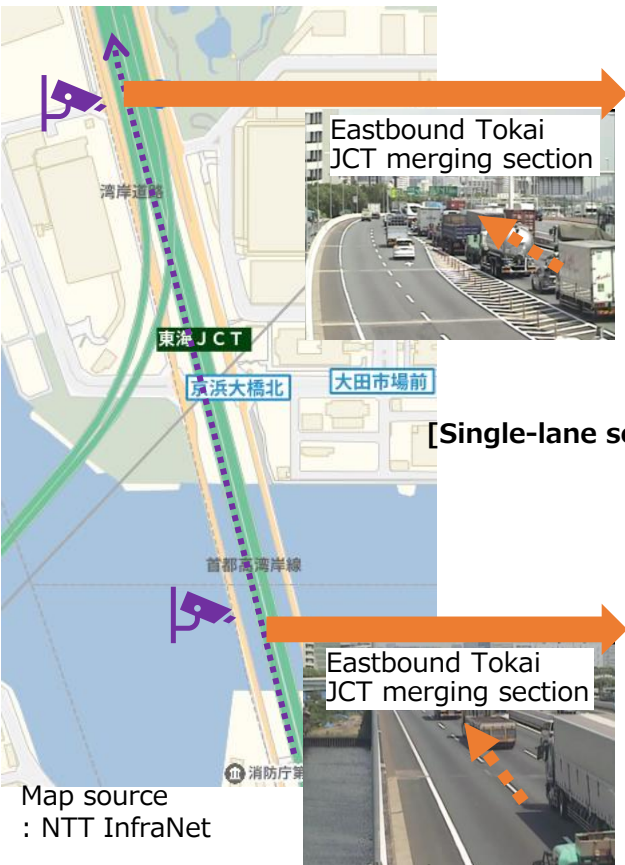 Eastbound Tokai
JCT merging section
湾岸道路
東海JCT
京浜大橋北
大田市場前
[Single-lane se
首都高湾岸線
Eastbound Tokai
JCT merging section
消防庁第
Map source
: NTT InfraNet